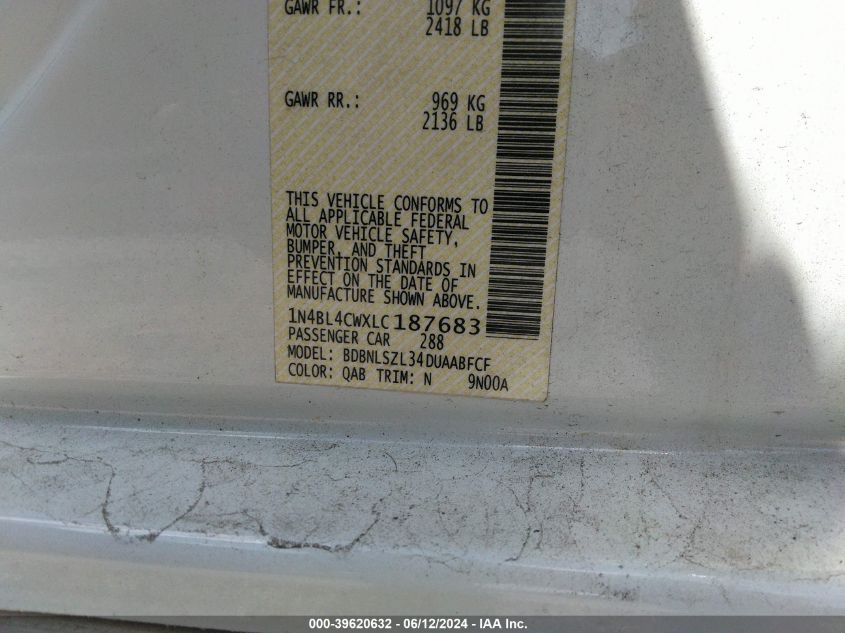 GAWR FR.: 1097 KG
2418 LB
GAWR RR.: 969 KG
2136 LB
THIS VEHICLE CONFORMS TO
ALL APPLICABLE FEDERAL
MOTOR VEHICLE SAFETY,
BUMPER, AND THEFT
PREVENTION STANDARDS IN
EFFECT ON THE DATE OF
MANUFACTURE SHOWN ABOVE.
1N4BL4CWXLC187683
PASSENGER CAR 288
MODEL: BDBNLSZL34DUAABFCF
COLOR: QAB TRIM: N 9N00A
000-39620632 - 06/12/2024 - IAA Inc.